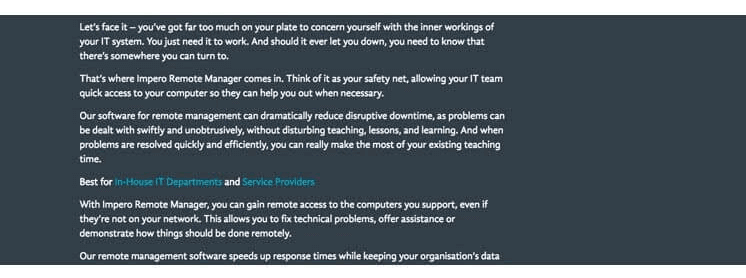 Let's face it – you've got far too much on your plate to concern yourself with the inner workings of
your IT system. You just need it to work. And should it ever let you down, you need to know that
there's somewhere you can turn to.
That's where Impero Remote Manager comes in. Think of it as your safety net, allowing your IT team
quick access to your computer so they can help you out when necessary.
Our software for remote management can dramatically reduce disruptive downtime, as problems can
be dealt with swiftly and unobtrusively, without disturbing teaching, lessons, and learning. And when
problems are resolved quickly and efficiently, you can really make the most of your existing teaching
time.
Best for In-House IT Departments and Service Providers
With Impero Remote Manager, you can gain remote access to the computers you support, even if
they're not on your network. This allows you to fix technical problems, offer assistance or
demonstrate how things should be done remotely.
Our remote management software speeds up response times while keeping your organisation's data